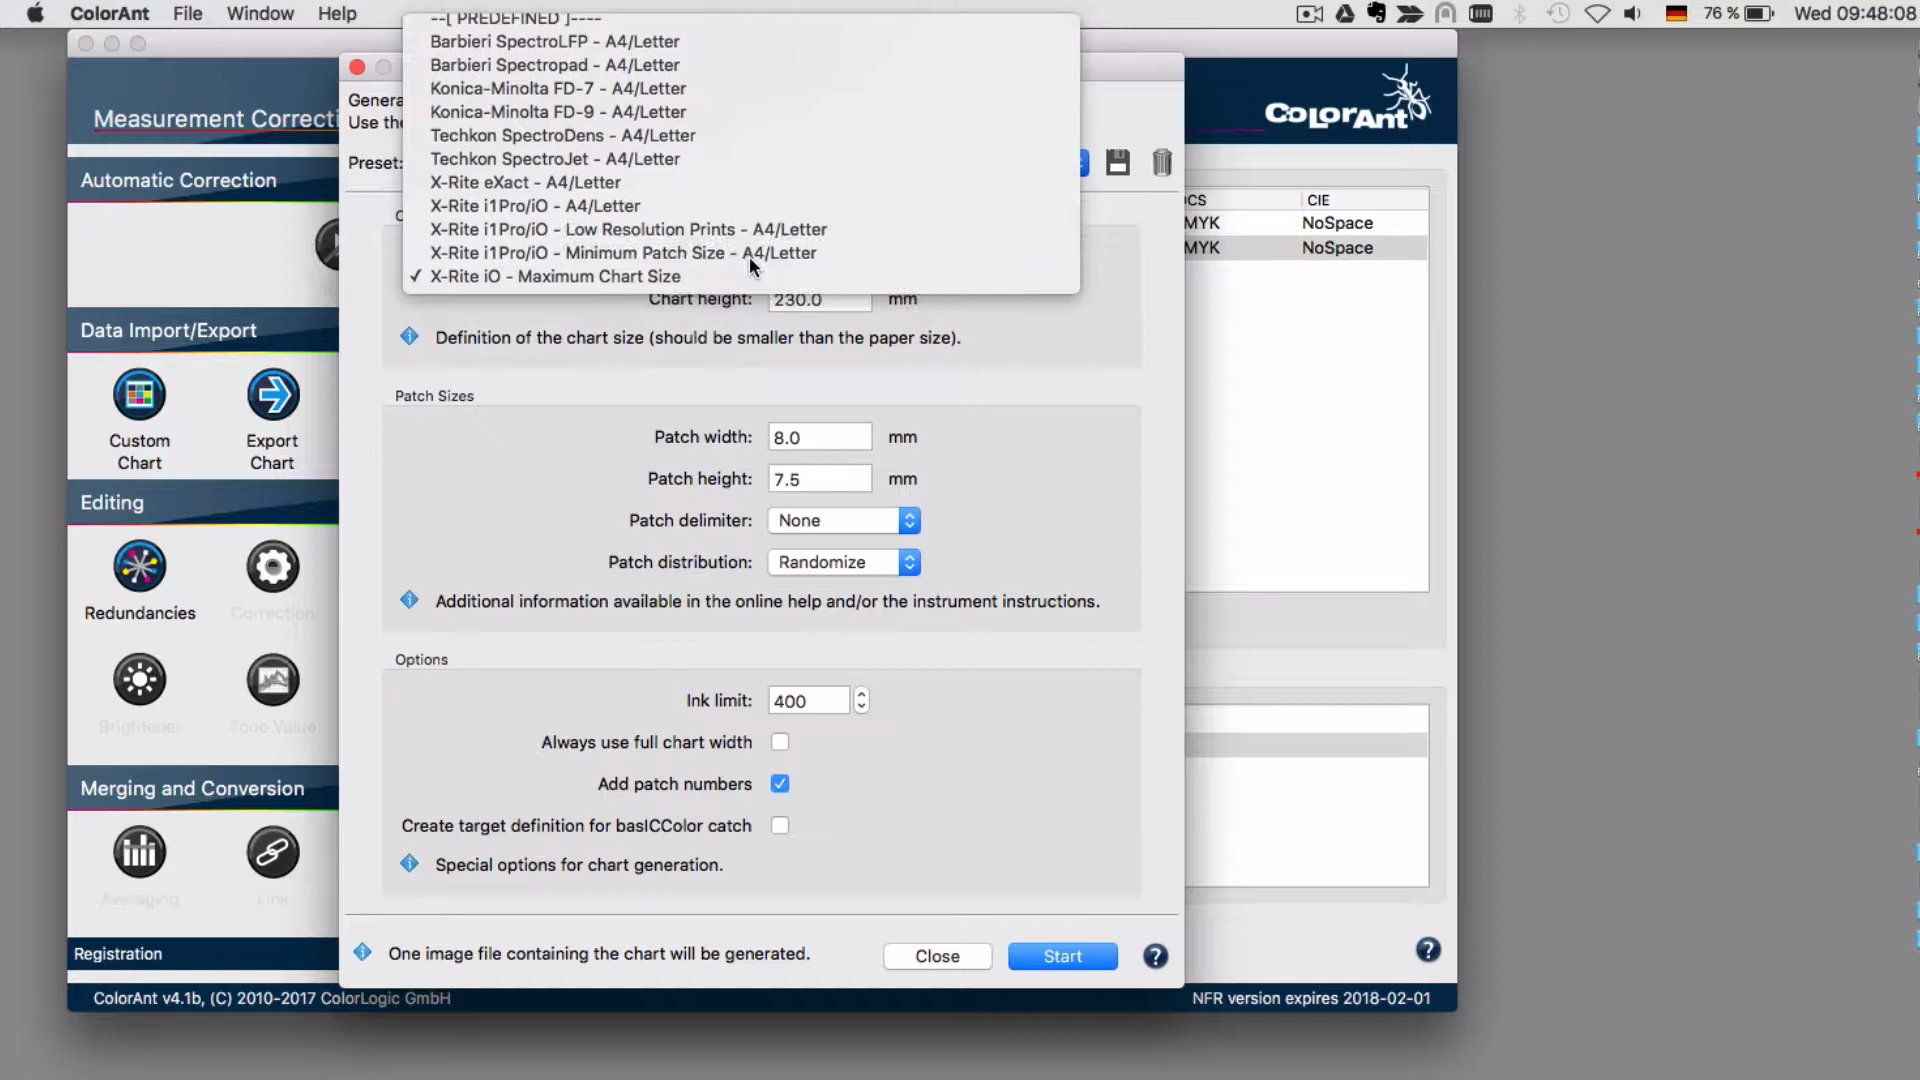 ColorAnt File Window Help
76 % Wed 09:48:08
--[ PREDEFINED ]----
Barbieri SpectroLFP - A4/Letter
Barbieri Spectropad - A4/Letter
Konica-Minolta FD-7 - A4/Letter
Konica-Minolta FD-9 - A4/Letter
Techkon SpectroDens - A4/Letter
Techkon SpectroJet - A4/Letter
X-Rite eXact - A4/Letter
X-Rite i1Pro/iO - A4/Letter
X-Rite i1Pro/iO - Low Resolution Prints - A4/Letter
X-Rite i1Pro/iO - Minimum Patch Size - A4/Letter
✓ X-Rite iO - Maximum Chart Size
Measurement Correcti
ColorAnt
Genera
Use the
Preset:
Automatic Correction
CS CIE
MYK NoSpace
MYK NoSpace
Chart height: 230.0 mm
Definition of the chart size (should be smaller than the paper size).
Data Import/Export
Custom Chart
Export Chart
Patch Sizes
Patch width: 8.0 mm
Patch height: 7.5 mm
Patch delimiter: None
Patch distribution: Randomize
Additional information available in the online help and/or the instrument instructions.
Editing
Redundancies
Correction
Brightener
Tone Value
Options
Ink limit: 400
Always use full chart width
Add patch numbers
Create target definition for basICColor catch
Special options for chart generation.
Merging and Conversion
Averaging
Link
One image file containing the chart will be generated.
Close
Start
?
Registration
?
ColorAnt v4.1b, (C) 2010-2017 ColorLogic GmbH
NFR version expires 2018-02-01